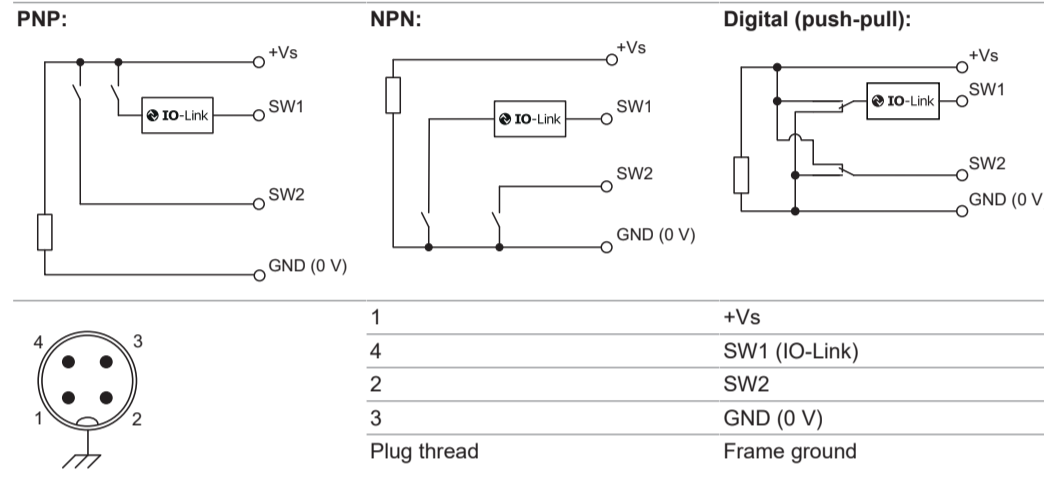 PNP:
NPN:
Digital (push-pull):
+Vs
IO-Link
SW1
SW2
GND (0 V)
+Vs
IO-Link
SW1
SW2
GND (0 V)
+Vs
IO-Link
SW1
SW2
GND (0 V
4 3
1 2
1 +Vs
4 SW1 (IO-Link)
2 SW2
3 GND (0 V)
Plug thread Frame ground